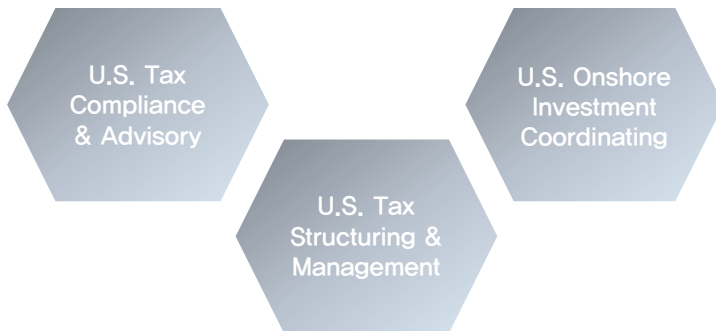 U.S. Tax
Compliance
& Advisory
U.S. Tax
Structuring &
Management
U.S. Onshore
Investment
Coordinating